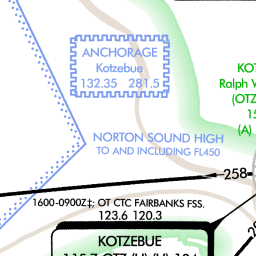 ANCHORAGE
Kotzebue
132.35 281.5
KOT
Ralph W
(OTZ
15
(A)
NORTON SOUND HIGH
TO AND INCLUDING FL450
258
1600-0900Z‡; OT CTC FAIRBANKS FSS.
123.6 120.3
KOTZEBUE